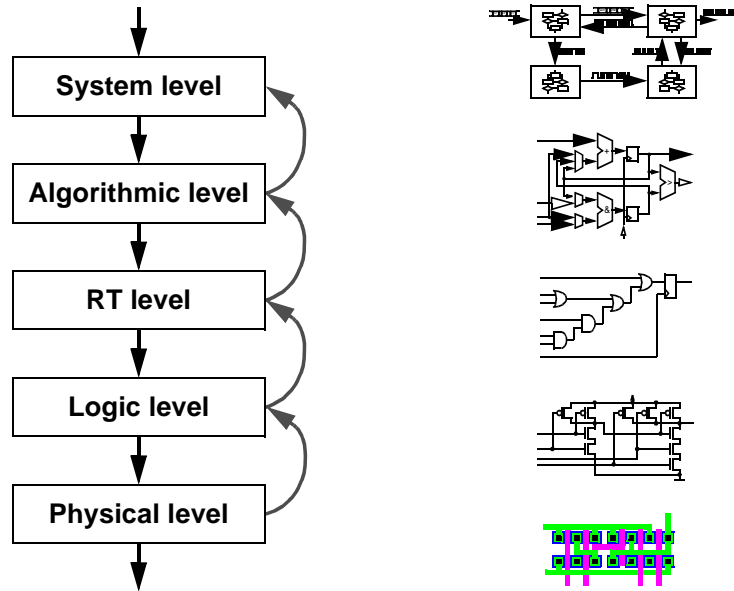 System level
Algorithmic level
RT level
Logic level
Physical level
+
>
&